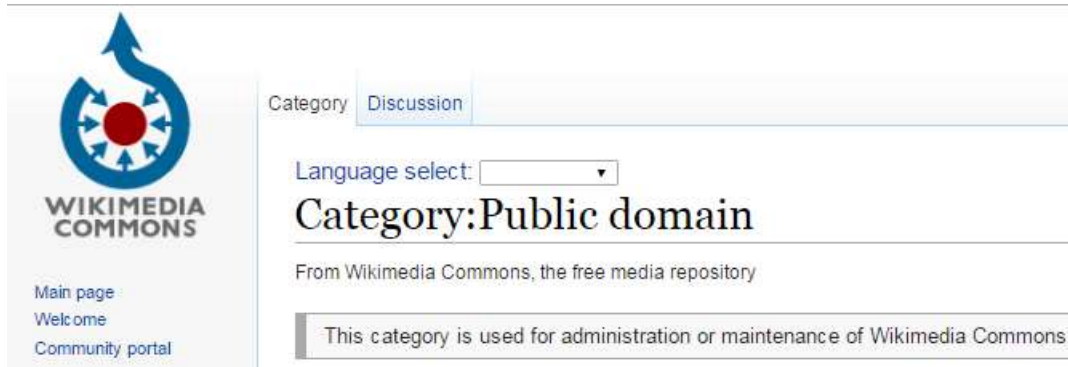 WIKIMEDIA
COMMONS
Main page
Welcome
Community portal
Category Discussion
Language select:
Category:Public domain
From Wikimedia Commons, the free media repository
This category is used for administration or maintenance of Wikimedia Commons